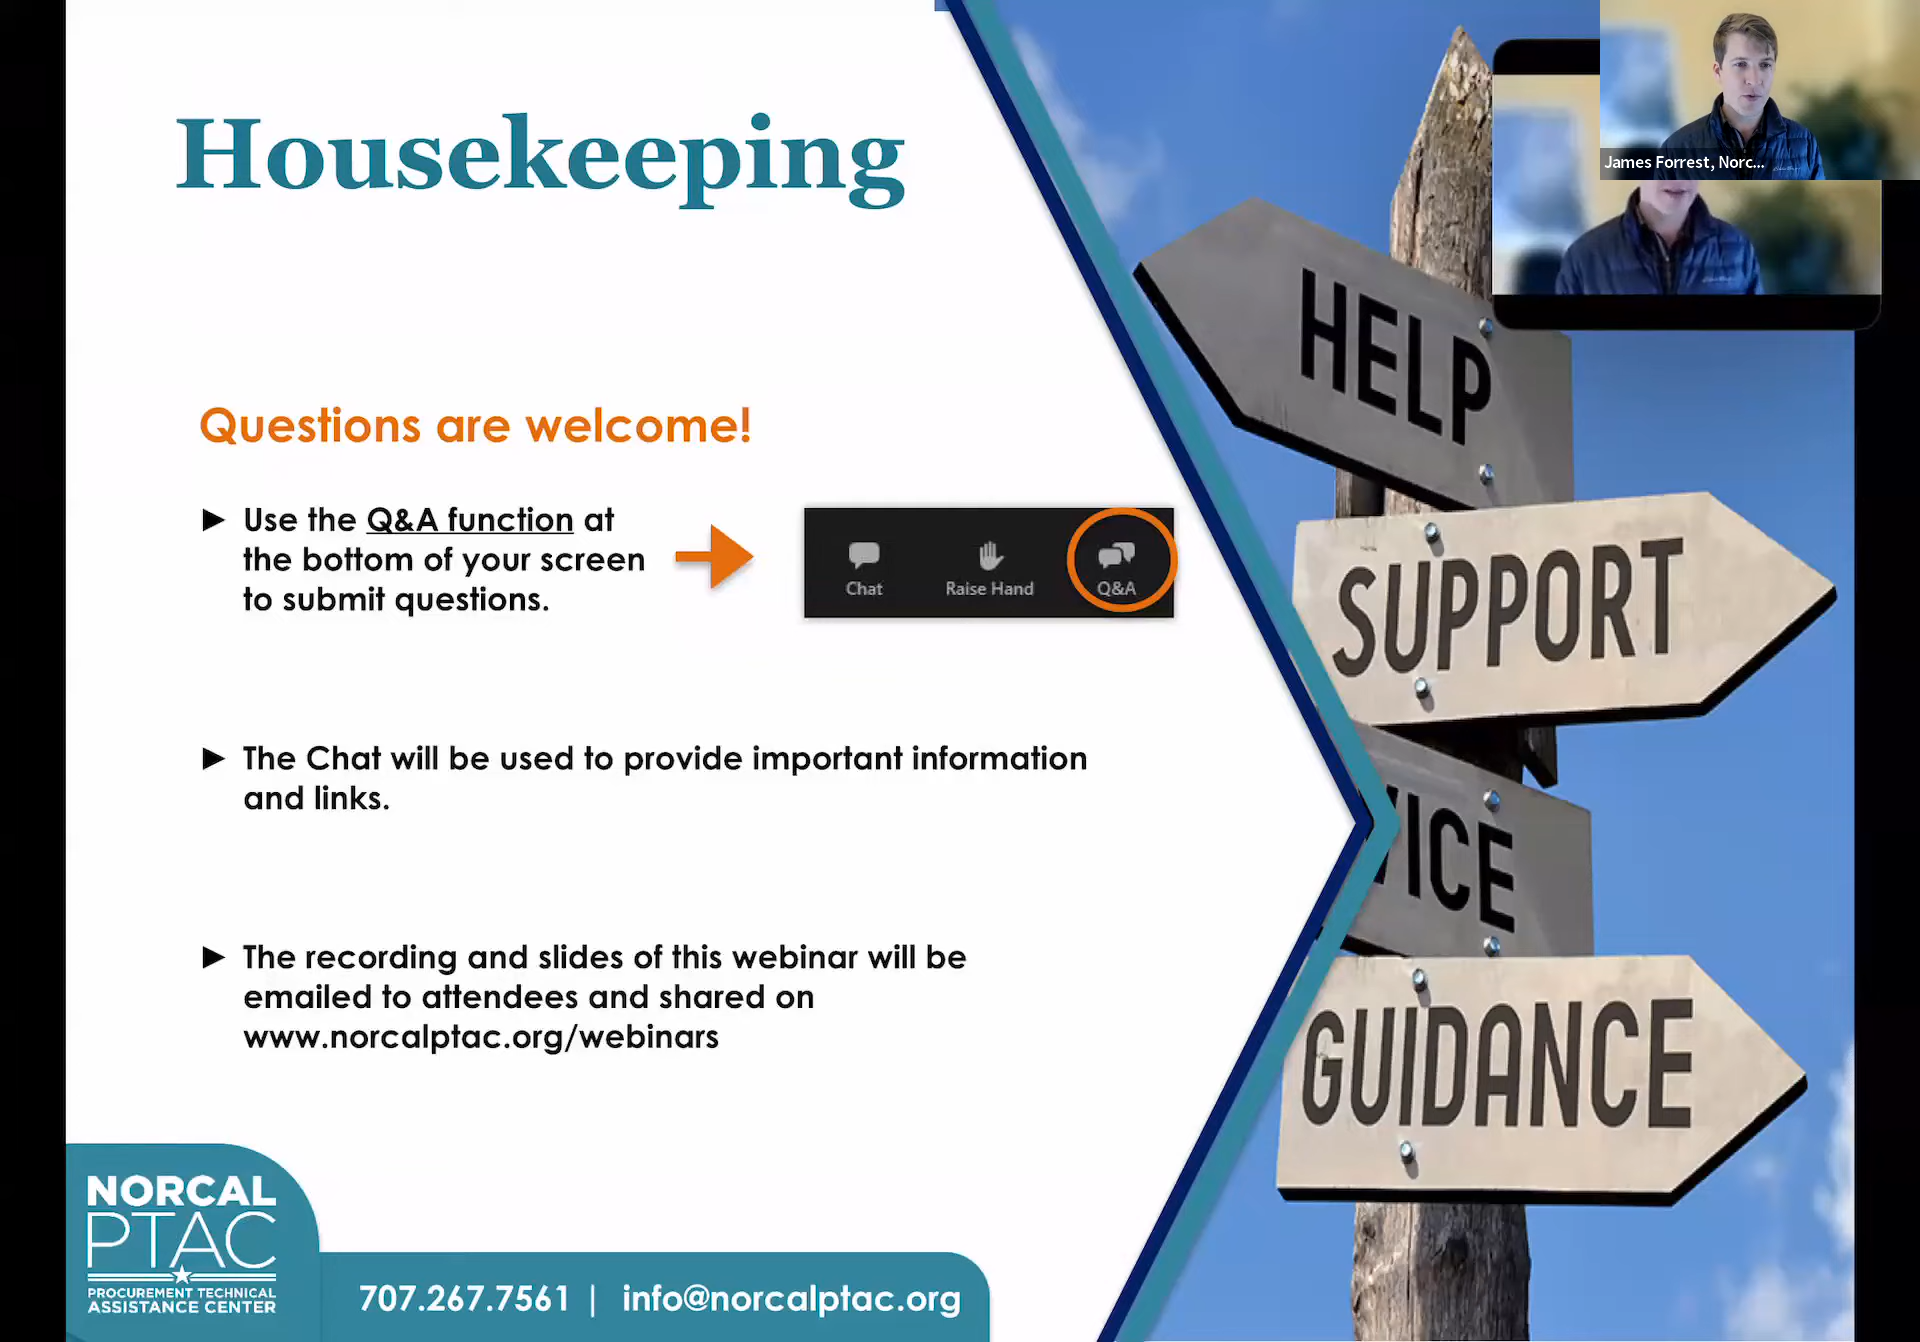 Housekeeping
James Forrest, Norc...
HELP
Questions are welcome!
► Use the Q&A function at
the bottom of your screen
to submit questions.
Chat
Raise Hand
Q&A
SUPPORT
► The Chat will be used to provide important information
and links.
VICE
► The recording and slides of this webinar will be
emailed to attendees and shared on
www.norcalptac.org/webinars
GUIDANCE
NORCAL
PTAC
PROCUREMENT TECHNICAL
ASSISTANCE CENTER
707.267.7561 | info@norcalptac.org